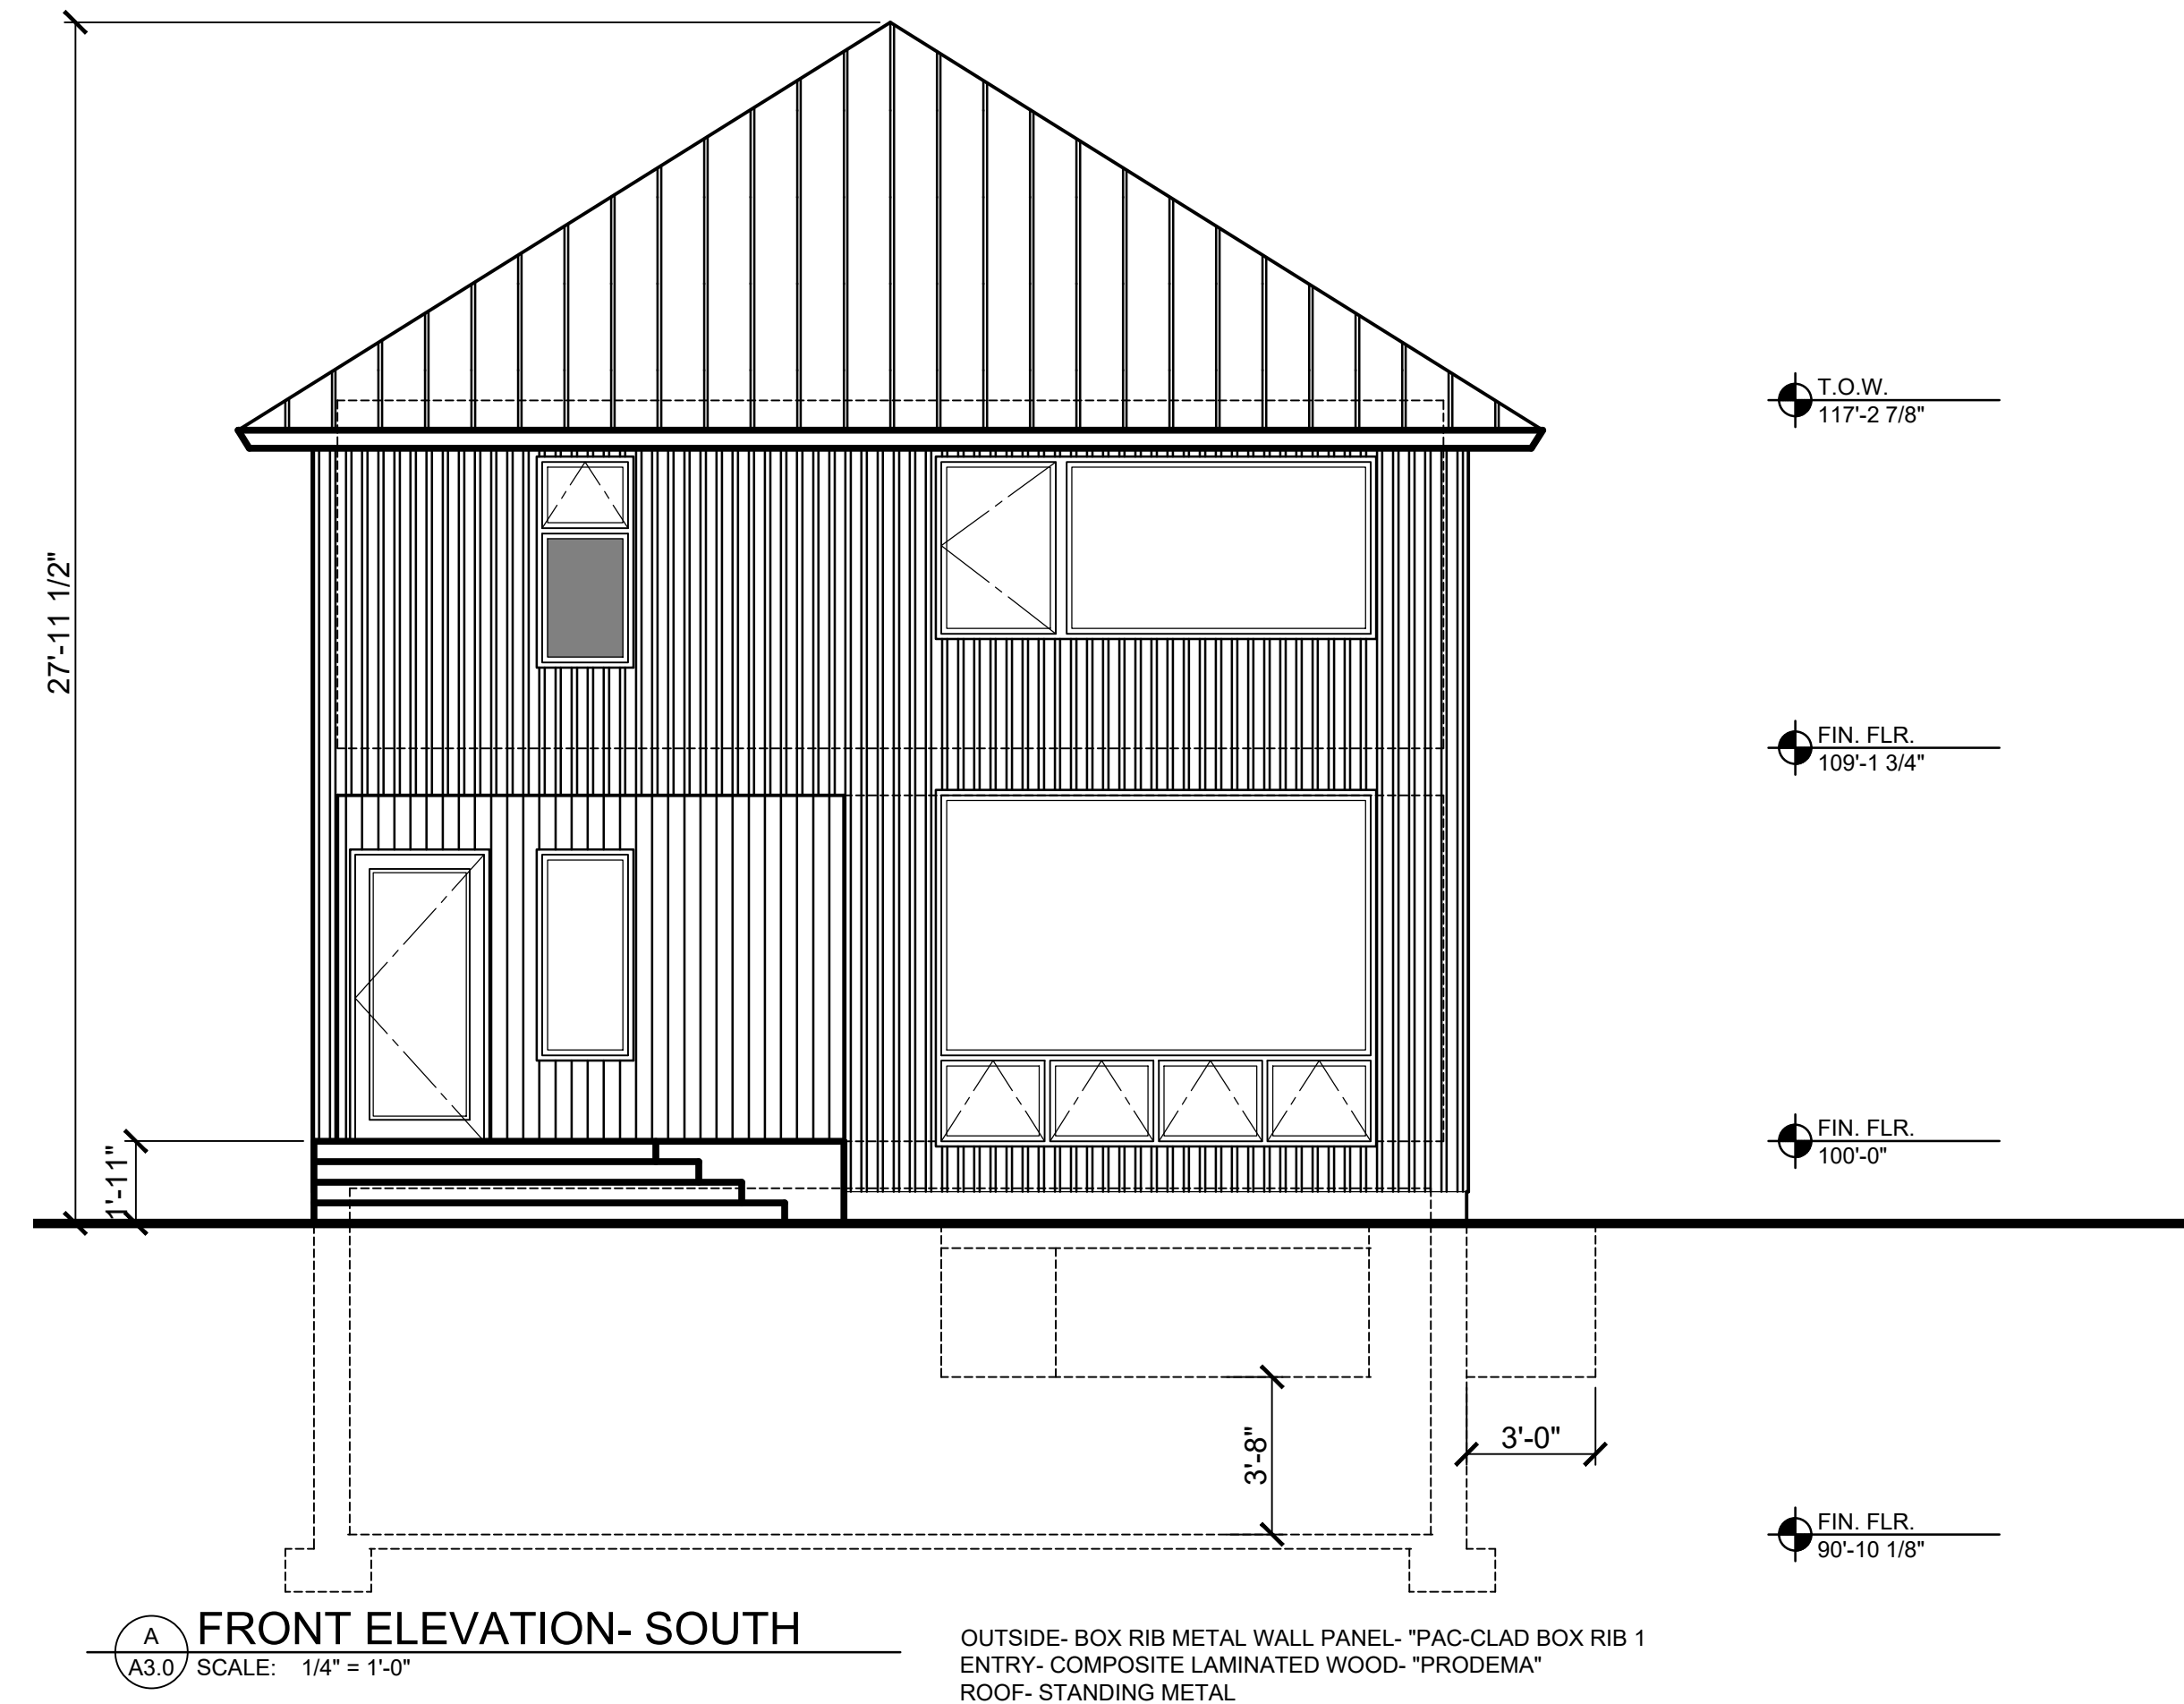 T.O.W.
117'-2 7/8"
27'-11 1/2"
FIN. FLR.
109'-1 3/4"
FIN. FLR.
100'-0"
1'-11"
3'-8"
3'-0"
FIN. FLR.
90'-10 1/8"
A
A3.0
FRONT ELEVATION- SOUTH
SCALE: 1/4" = 1'-0"
OUTSIDE- BOX RIB METAL WALL PANEL- "PAC-CLAD BOX RIB 1
ENTRY- COMPOSITE LAMINATED WOOD- "PRODEMA"
ROOF- STANDING METAL